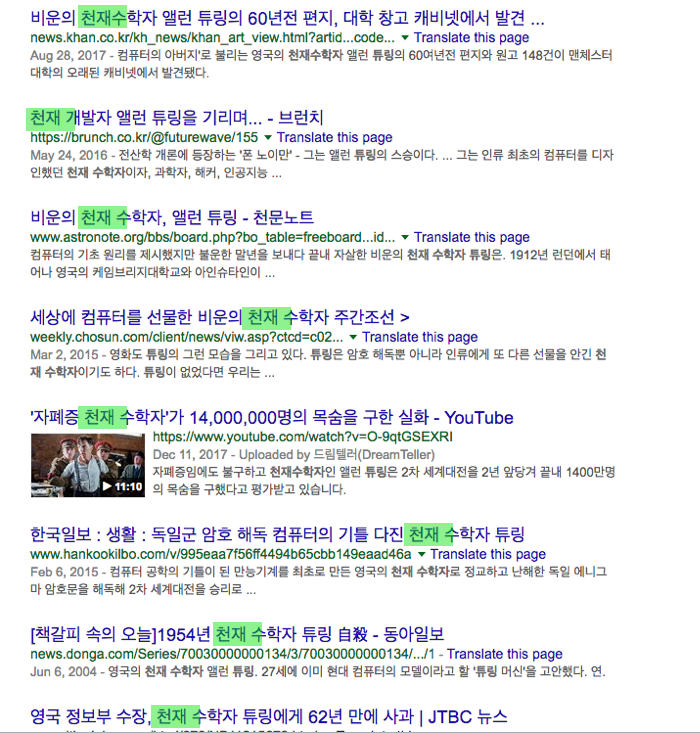 비운의 천재수학자 앨런 튜링의 60년전 편지, 대학 창고 캐비넷에서 발견 ...
news.khan.co.kr/kh_news/khan_art_view.html?artid...code... ▼ Translate this page
Aug 28, 2017 - 컴퓨터의 아버지'로 불리는 영국의 천재수학자 앨런 튜링의 60여년전 편지와 원고 148건이 맨체스터
대학의 오래된 캐비넷에서 발견됐다.
천재 개발자 앨런 튜링을 기리며... - 브런치
https://brunch.co.kr/@futurewave/155 ▼ Translate this page
May 24, 2016 - 전산학 개론에 등장하는 '폰 노이만' - 그는 앨런 튜링의 스승이다. ... 그는 인류 최초의 컴퓨터를 디자
인했던 천재 수학자이자, 과학자, 해커, 인공지능 ...
비운의 천재 수학자, 앨런 튜링 - 천문노트
www.astronote.org/bbs/board.php?bo_table=freeboard...id... ▼ Translate this page
컴퓨터의 기초 원리를 제시했지만 불운한 말년을 보내다 끝내 자살한 비운의 천재 수학자 튜링은. 1912년 런던에서 태
어나 영국의 케임브리지대학교와 아인슈타인이 ...
세상에 컴퓨터를 선물한 비운의 천재 수학자 주간조선 >
weekly.chosun.com/client/news/viw.asp?ctcd=c02... ▼ Translate this page
Mar 2, 2015 - 영화도 튜링의 그런 모습을 그리고 있다. 튜링은 암호 해독뿐 아니라 인류에게 또 다른 선물을 안긴 천
재 수학자이기도 하다. 튜링이 없었다면 우리는 ...
'자폐증 천재 수학자'가 14,000,000명의 목숨을 구한 실화 - YouTube
https://www.youtube.com/watch?v=O-9qtGSEXRI
Dec 11, 2017 - Uploaded by 드림텔러(DreamTeller)
자폐증임에도 불구하고 천재수학자인 앨런 튜링은 2차 세계대전을 2년 앞당겨 끝내 1400만명
의 목숨을 구했다고 평가받고 있습니다.
▶ 11:10
한국일보 : 생활 : 독일군 암호 해독 컴퓨터의 기틀 다진 천재 수학자 튜링
www.hankookilbo.com/v/995eaa7f56ff4494b65cbb149eaad46a ▼ Translate this page
Feb 6, 2015 - 컴퓨터 공학의 기틀이 된 만능기계를 최초로 만든 영국의 천재 수학자로 정교하고 난해한 독일 에니그
마 암호문을 해독해 2차 세계대전을 승리로 ...
[책갈피 속의 오늘]1954년 천재 수학자 튜링 自殺 - 동아일보
news.donga.com/Series/70030000000134/3/70030000000134/.../1 - Translate this page
Jun 6, 2004 - 영국의 천재 수학자 앨런 튜링. 27세에 이미 현대 컴퓨터의 모델이라고 할 '튜링 머신'을 고안했다. 연.
영국 정보부 수장, 천재 수학자 튜링에게 62년 만에 사과 | JTBC 뉴스